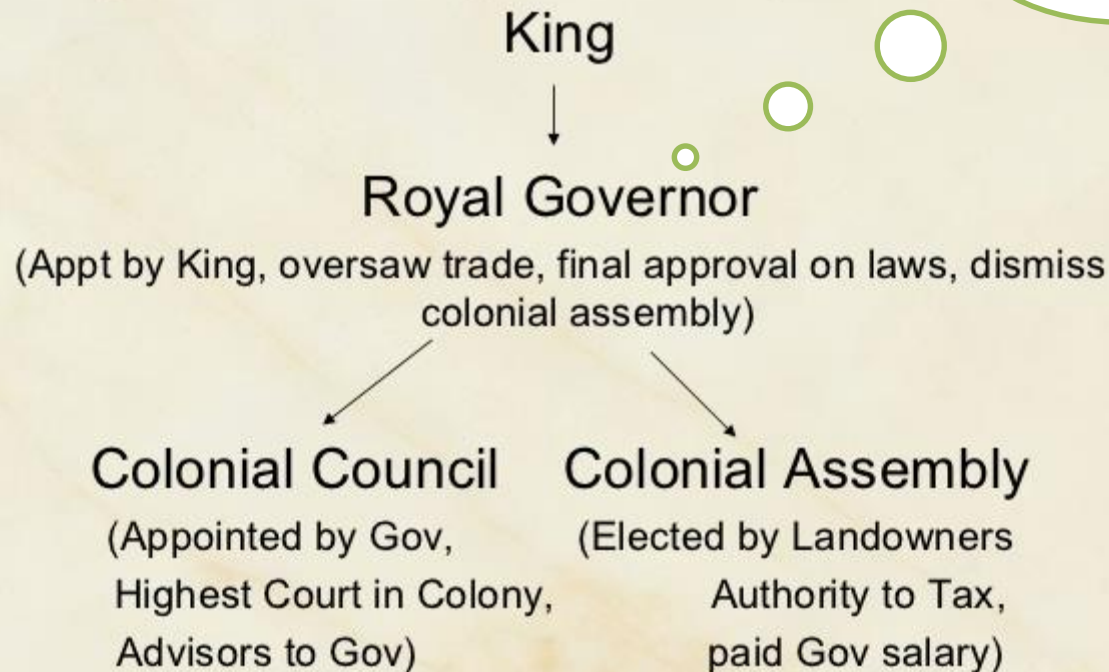 King
Royal Governor
(Appt by King, oversaw trade, final approval on laws, dismiss
colonial assembly)
Colonial Council
(Appointed by Gov,
Highest Court in Colony,
Advisors to Gov)
Colonial Assembly
(Elected by Landowners
Authority to Tax,
paid Gov salary)